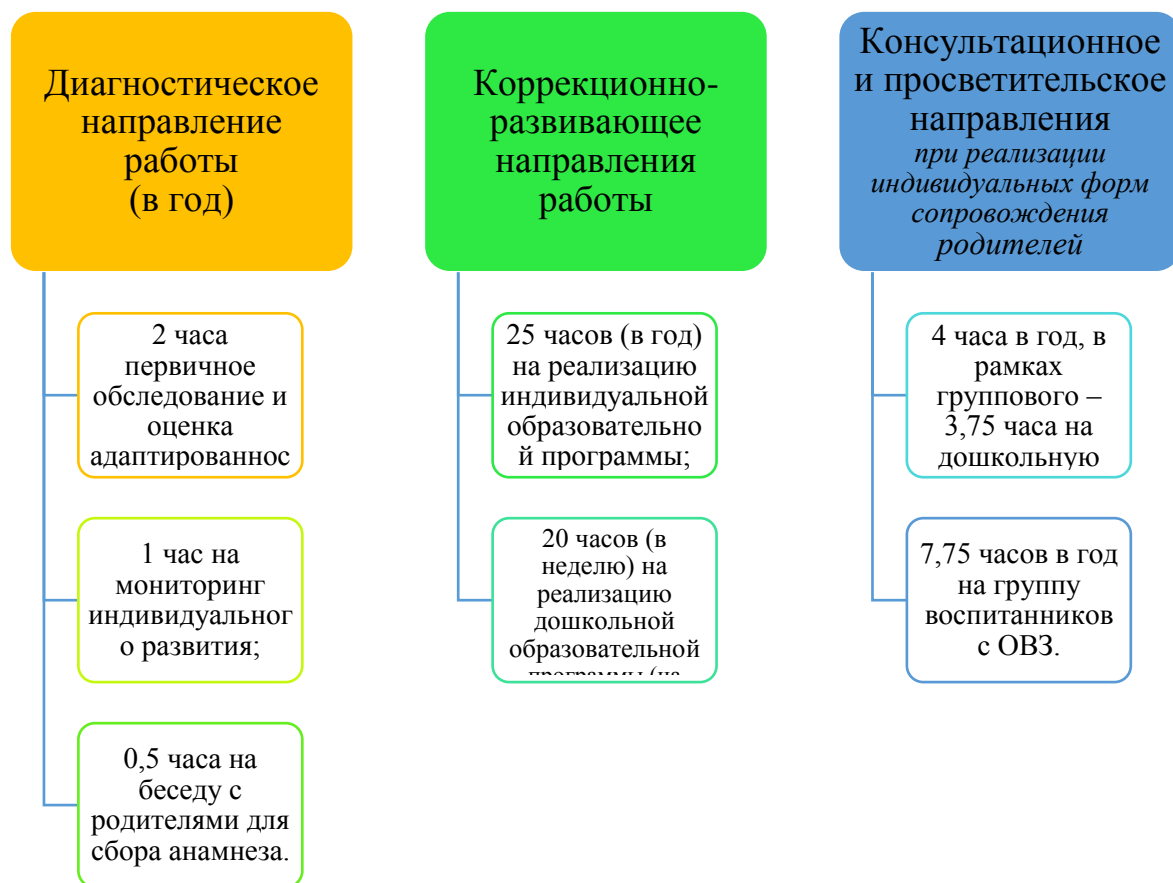 Диагностическое
направление
работы
(в год)
2 часа
первичное
обследование и
оценка
адаптированнос
1 час на
мониторинг
индивидуальног
о развития;
0,5 часа на
беседу с
родителями для
сбора анамнеза.
Коррекционно-
развивающее
направления
работы
25 часов (в год)
на реализацию
индивидуальной
образовательно
й программы;
20 часов (в
неделю) на
реализацию
дошкольной
образовательной
программы (на
Консультационное
и просветительское
направления
при реализации
индивидуальных форм
сопровождения
родителей
4 часа в год, в
рамках
группового –
3,75 часа на
дошкольную
7,75 часов в год
на группу
воспитанников
с ОВЗ.